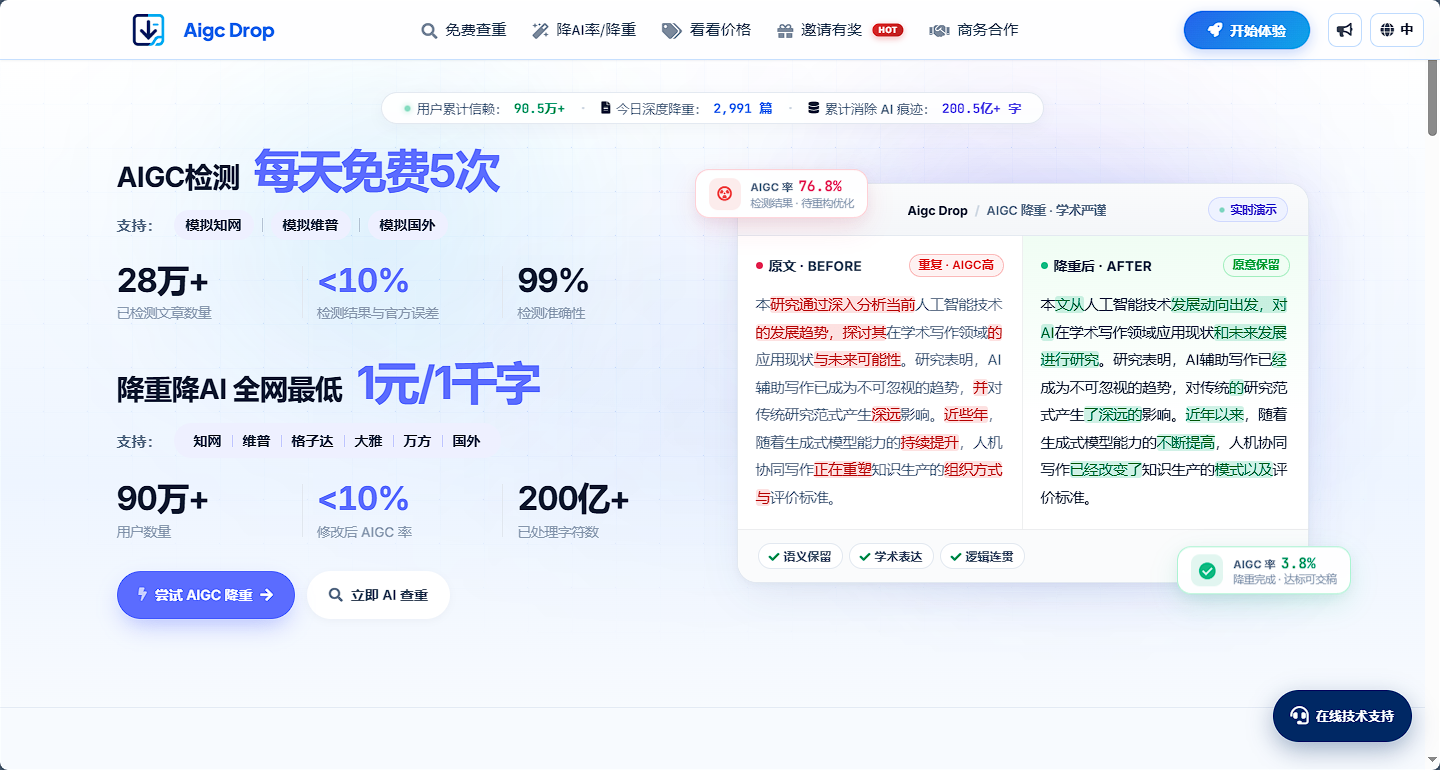 Aigc Drop
免费查重
降AI率/降重
看看价格
邀请有奖 HOT
商务合作
开始体验
中
用户累计信赖： 90.5万+ · 今日深度降重： 2,991 篇 · 累计消除 AI 痕迹： 200.5亿+ 字
AIGC检测 每天免费5次
支持： 模拟知网 | 模拟维普 | 模拟国外
28万+
已检测文章数量
<10%
检测结果与官方误差
99%
检测准确性
降重降AI 全网最低 1元/1千字
支持： 知网 | 维普 | 格子达 | 大雅 | 万方 | 国外
90万+
用户数量
<10%
修改后 AIGC 率
200亿+
已处理字符数
尝试 AIGC 降重
立即 AI 查重
AIGC 率 76.8%
检测结果 · 待重构优化
Aigc Drop / AIGC 降重 · 学术严谨
实时演示
原文 · BEFORE
重复 · AIGC高
本研究通过深入分析当前人工智能技术
的发展趋势，探讨其在学术写作领域的
应用现状与未来可能性。研究表明，AI
辅助写作已成为不可忽视的趋势，并对
传统研究范式产生深远影响。近些年，
随着生成式模型能力的持续提升，人机
协同写作正在重塑知识生产的组织方式
与评价标准。
降重后 · AFTER
原意保留
本文从人工智能技术发展动向出发，对
AI在学术写作领域应用现状和未来发展
进行研究。研究表明，AI辅助写作已经
成为不可忽视的趋势，对传统的研究范
式产生了深远的影响。近年以来，随着
生成式模型能力的不断提高，人机协同
写作已经改变了知识生产的模式以及评
价标准。
语义保留
学术表达
逻辑连贯
AIGC 率 3.8%
降重完成 · 达标可交稿
在线技术支持